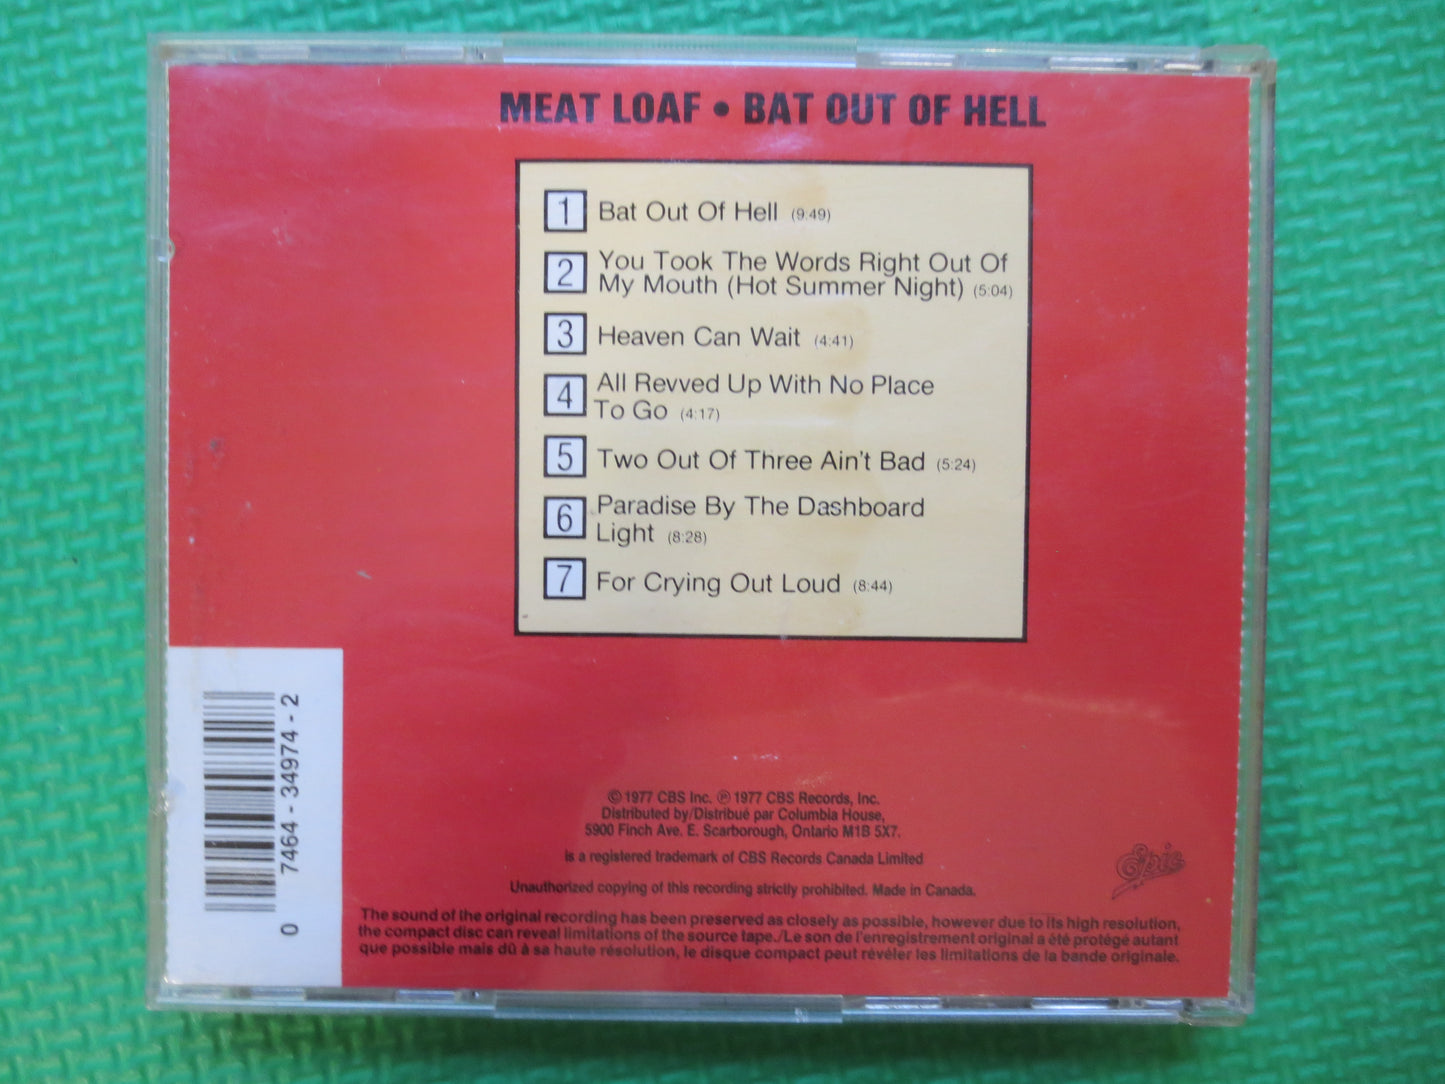 MEAT LOAF • BAT OUT OF HELL
1 Bat Out Of Hell (9:49)
2 You Took The Words Right Out Of
My Mouth (Hot Summer Night) (5:04)
3 Heaven Can Wait (4:41)
4 All Revved Up With No Place
To Go (4:17)
5 Two Out Of Three Ain't Bad (5:24)
6 Paradise By The Dashboard
Light (8:28)
7 For Crying Out Loud (8:44)
0 7464-34974-2
© 1977 CBS Inc. ℗ 1977 CBS Records, Inc.
Distributed by/Distribué par Columbia House,
5900 Finch Ave. E. Scarborough, Ontario M1B 5X7.
is a registered trademark of CBS Records Canada Limited
Epic
Unauthorized copying of this recording strictly prohibited. Made in Canada.
The sound of the original recording has been preserved as closely as possible, however due to its high resolution,
the compact disc can reveal limitations of the source tape./Le son de l'enregistrement original a été protégé autant
que possible mais dû à sa haute résolution, le disque compact peut révéler les limitations de la bande originale.